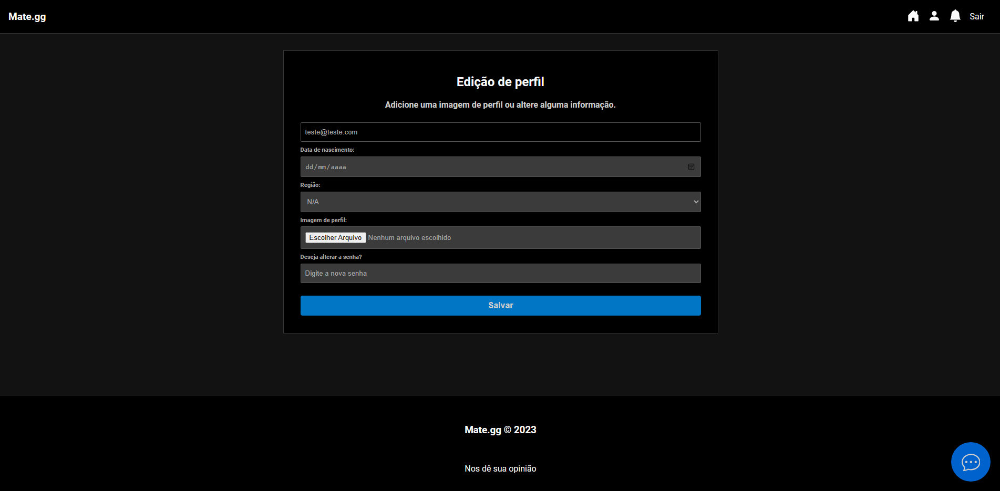 Mate.gg
Sair
Edição de perfil
Adicione uma imagem de perfil ou altere alguma informação.
teste@teste.com
Data de nascimento:
dd/mm/aaaa
Região:
N/A
Imagem de perfil:
Escolher Arquivo Nenhum arquivo escolhido
Deseja alterar a senha?
Digite a nova senha
Salvar
Mate.gg © 2023
Nos dê sua opinião